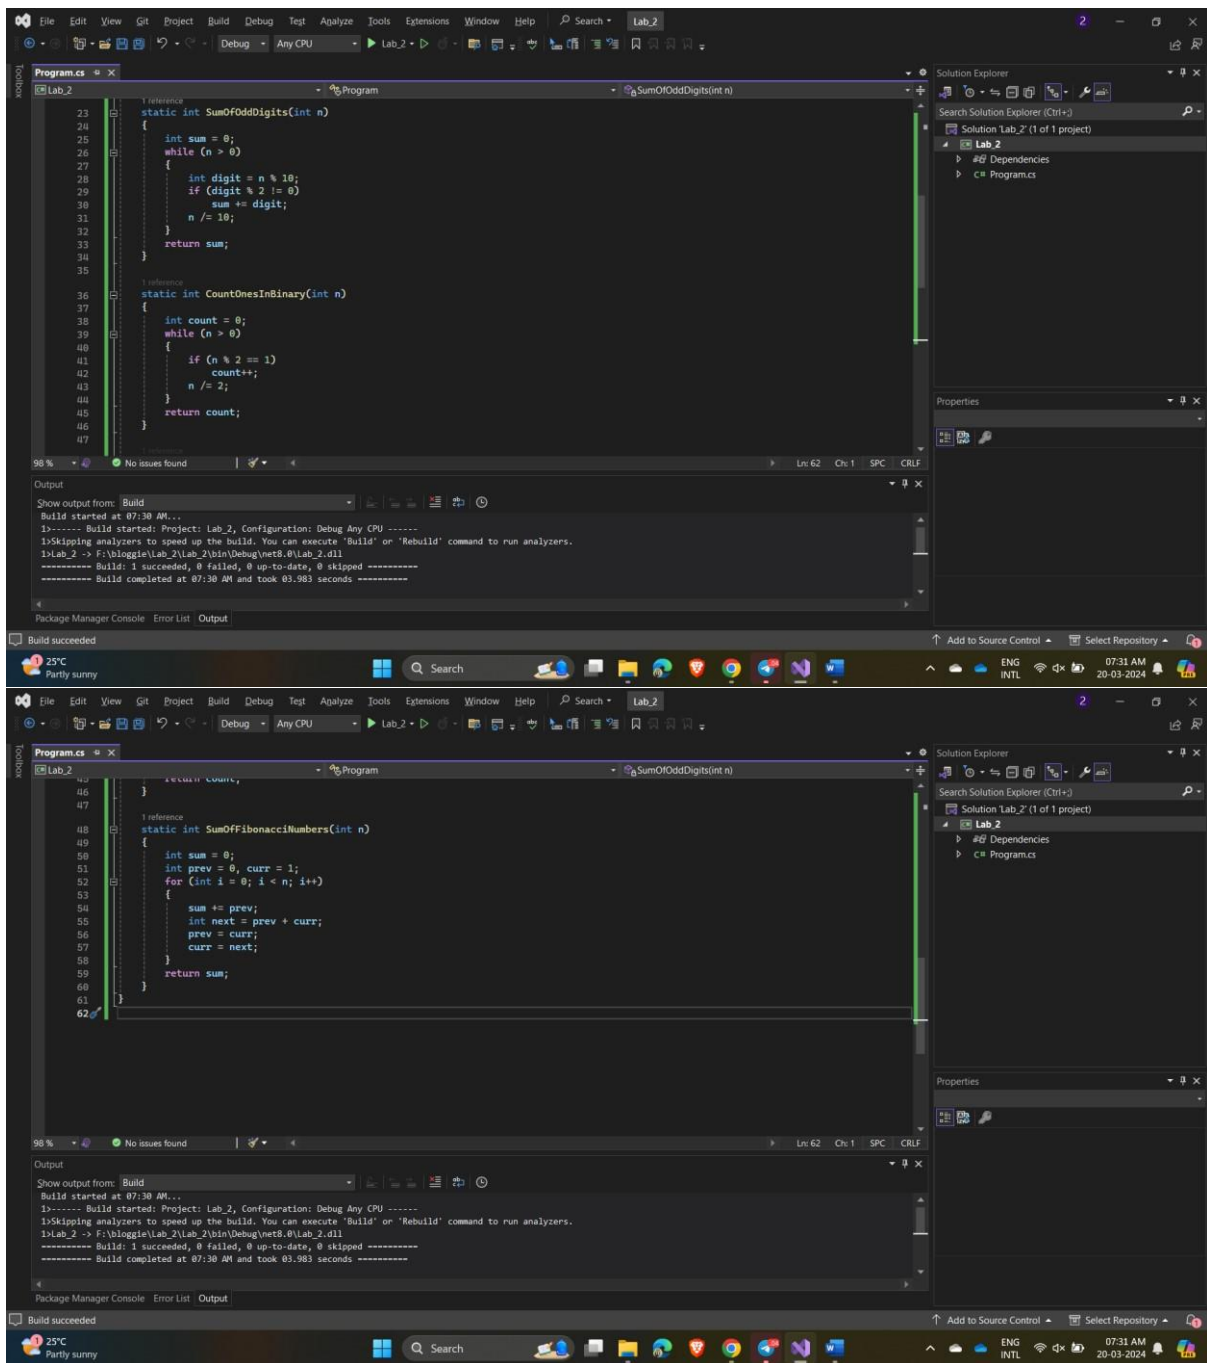 File Edit View Git Project Build Debug Test Analyze Tools Extensions Window Help Search Lab_2 2
Debug Any CPU Lab_2
Toolbox
Program.cs
Solution Explorer
Lab_2 Program SumOfOddDigits(int n)
Search Solution Explorer (Ctrl+;)
Solution 'Lab_2' (1 of 1 project)
Lab_2
Dependencies
C# Program.cs
1 reference
23 static int SumOfOddDigits(int n)
24 {
25 int sum = 0;
26 while (n > 0)
27 {
28 int digit = n % 10;
29 if (digit % 2 != 0)
30 sum += digit;
31 n /= 10;
32 }
33 return sum;
34 }
35
1 reference
36 static int CountOnesInBinary(int n)
37 {
38 int count = 0;
39 while (n > 0)
40 {
41 if (n % 2 == 1)
42 count++;
43 n /= 2;
44 }
45 return count;
46 }
47
Properties
98 % No issues found Ln: 62 Ch: 1 SPC CRLF
Output
Show output from: Build
Build started at 07:30 AM...
1>------ Build started: Project: Lab_2, Configuration: Debug Any CPU ------
1>Skipping analyzers to speed up the build. You can execute 'Build' or 'Rebuild' command to run analyzers.
1>Lab_2 -> F:\bloggie\Lab_2\Lab_2\bin\Debug\net8.0\Lab_2.dll
========== Build: 1 succeeded, 0 failed, 0 up-to-date, 0 skipped ==========
========== Build completed at 07:30 AM and took 03.983 seconds ==========
Package Manager Console Error List Output
Build succeeded Add to Source Control Select Repository
1 25°C
Partly sunny
Search
ENG
INTL
07:31 AM
20-03-2024
File Edit View Git Project Build Debug Test Analyze Tools Extensions Window Help Search Lab_2 2
Debug Any CPU Lab_2
Toolbox
Program.cs
Solution Explorer
Lab_2 Program SumOfOddDigits(int n)
Search Solution Explorer (Ctrl+;)
Solution 'Lab_2' (1 of 1 project)
Lab_2
Dependencies
C# Program.cs
45 return count;
46 }
47
1 reference
48 static int SumOfFibonacciNumbers(int n)
49 {
50 int sum = 0;
51 int prev = 0, curr = 1;
52 for (int i = 0; i < n; i++)
53 {
54 sum += prev;
55 int next = prev + curr;
56 prev = curr;
57 curr = next;
58 }
59 return sum;
60 }
61 }
62
Properties
98 % No issues found Ln: 62 Ch: 1 SPC CRLF
Output
Show output from: Build
Build started at 07:30 AM...
1>------ Build started: Project: Lab_2, Configuration: Debug Any CPU ------
1>Skipping analyzers to speed up the build. You can execute 'Build' or 'Rebuild' command to run analyzers.
1>Lab_2 -> F:\bloggie\Lab_2\Lab_2\bin\Debug\net8.0\Lab_2.dll
========== Build: 1 succeeded, 0 failed, 0 up-to-date, 0 skipped ==========
========== Build completed at 07:30 AM and took 03.983 seconds ==========
Package Manager Console Error List Output
Build succeeded Add to Source Control Select Repository
1 25°C
Partly sunny
Search
ENG
INTL
07:31 AM
20-03-2024